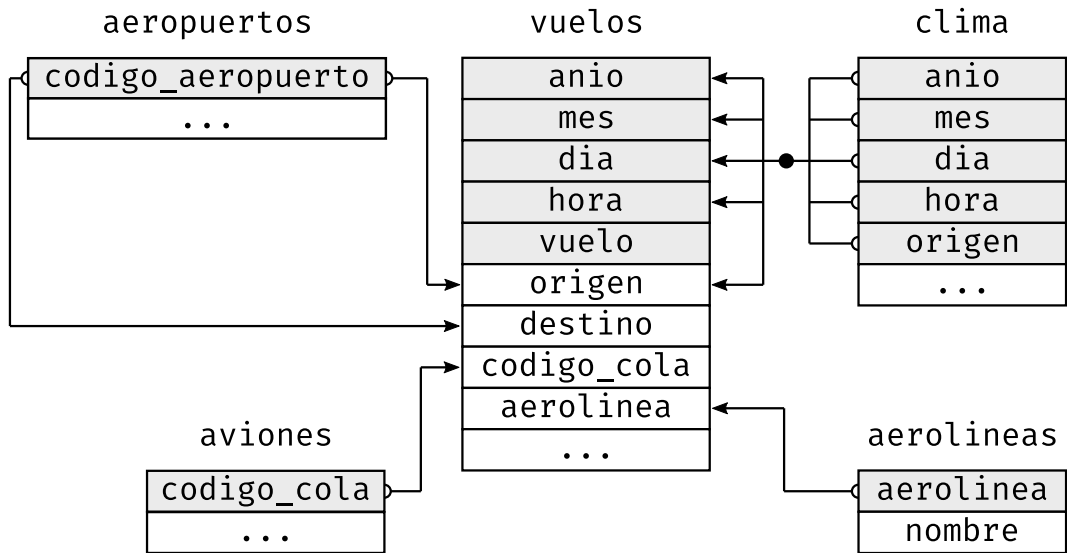 aeropuertos
codigo_aeropuerto
...
vuelos
anio
mes
dia
hora
vuelo
origen
destino
codigo_cola
aerolinea
...
clima
anio
mes
dia
hora
origen
...
aviones
codigo_cola
...
aerolineas
aerolinea
nombre